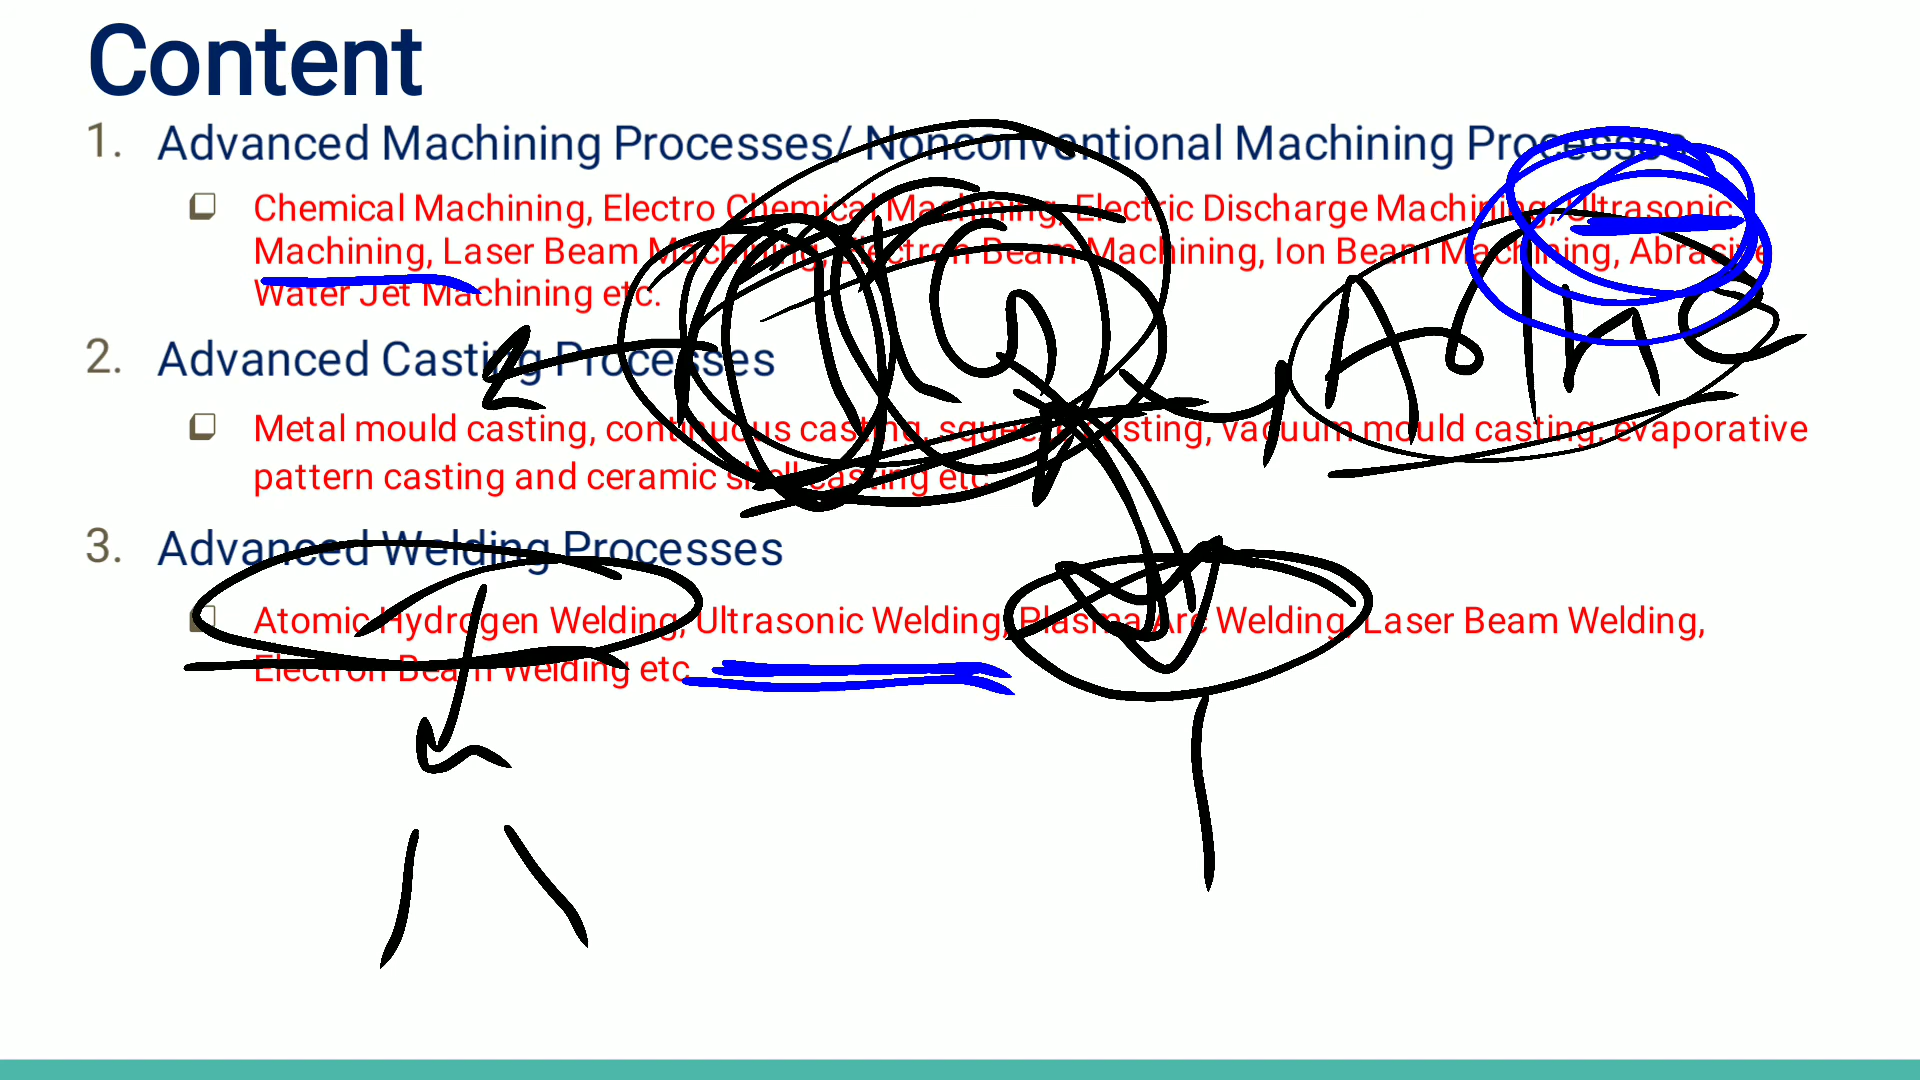 Content
1. Advanced Machining Processes/ Nonconventional Machining Processes
Chemical Machining, Electro Chemical Machining, Electric Discharge Machining, Ultrasonic
Machining, Laser Beam Machining, Electron Beam Machining, Ion Beam Machining, Abrasive
Water Jet Machining etc.
2. Advanced Casting Processes
Metal mould casting, continuous casting, squeeze casting, vacuum mould casting, evaporative
pattern casting and ceramic shell casting etc.
3. Advanced Welding Processes
Atomic Hydrogen Welding, Ultrasonic Welding, Plasma Arc Welding, Laser Beam Welding,
Electron Beam Welding etc.